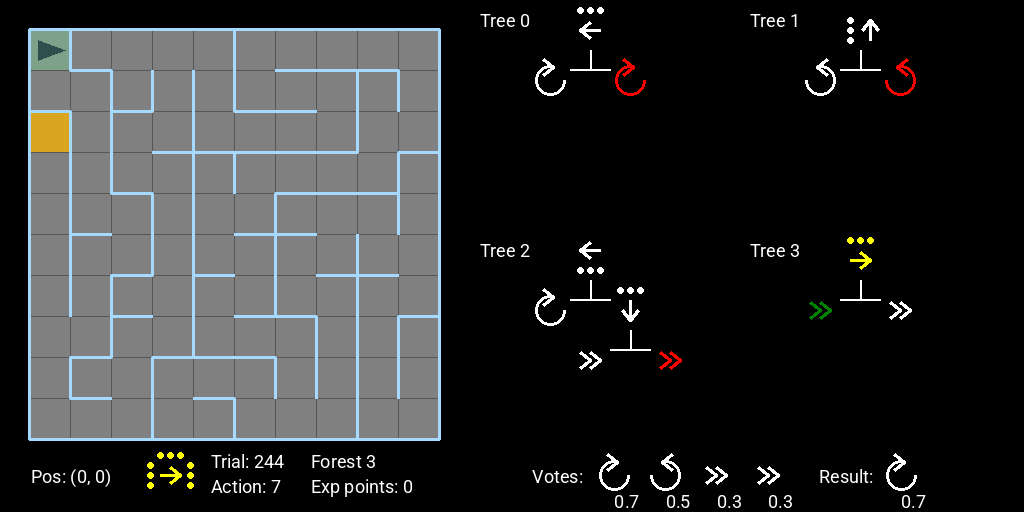 Tree 0
Tree 1
Tree 2
Tree 3
Pos: (0, 0)
Trial: 244
Forest 3
Action: 7
Exp points: 0
Votes:
0.7
0.5
0.3
0.3
Result:
0.7